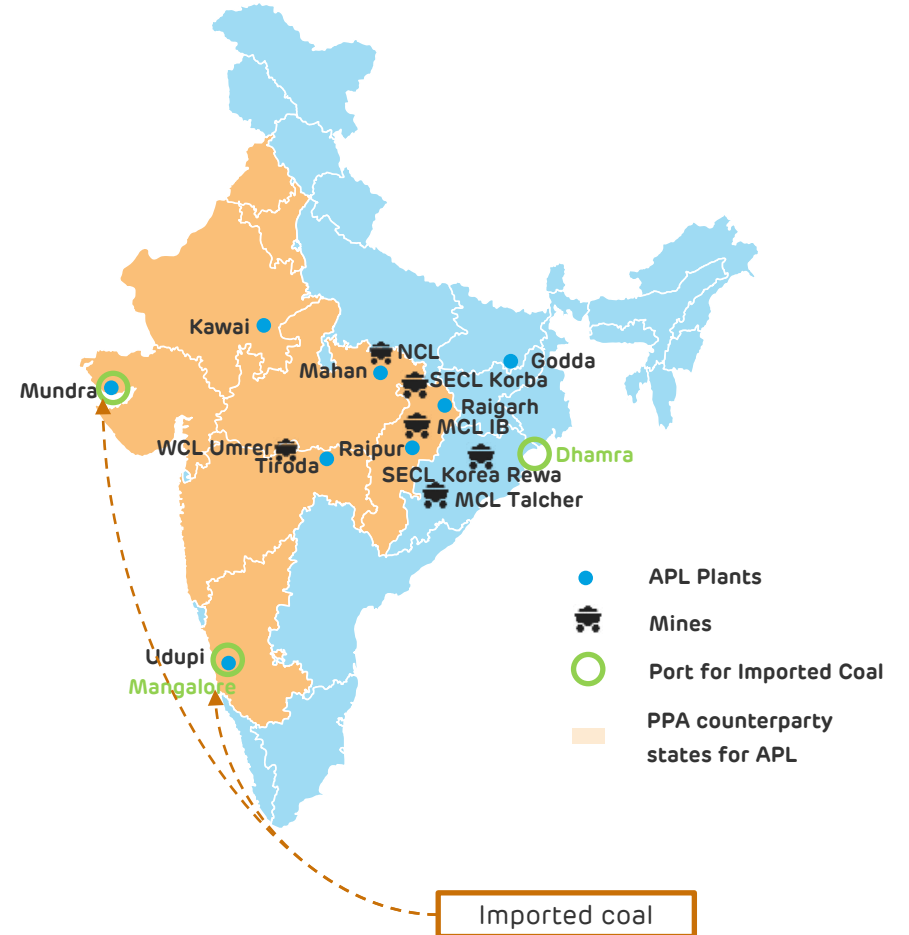 Kawai
NCL
Mahan
Godda
SECL Korba
Mundra
Raigarh
MCL IB
WCL Umrer
Raipur
Dhamra
Tiroda
SECL Korea Rewa
MCL Talcher
APL Plants
Mines
Udupi
Port for Imported Coal
Mangalore
PPA counterparty
states for APL
Imported coal